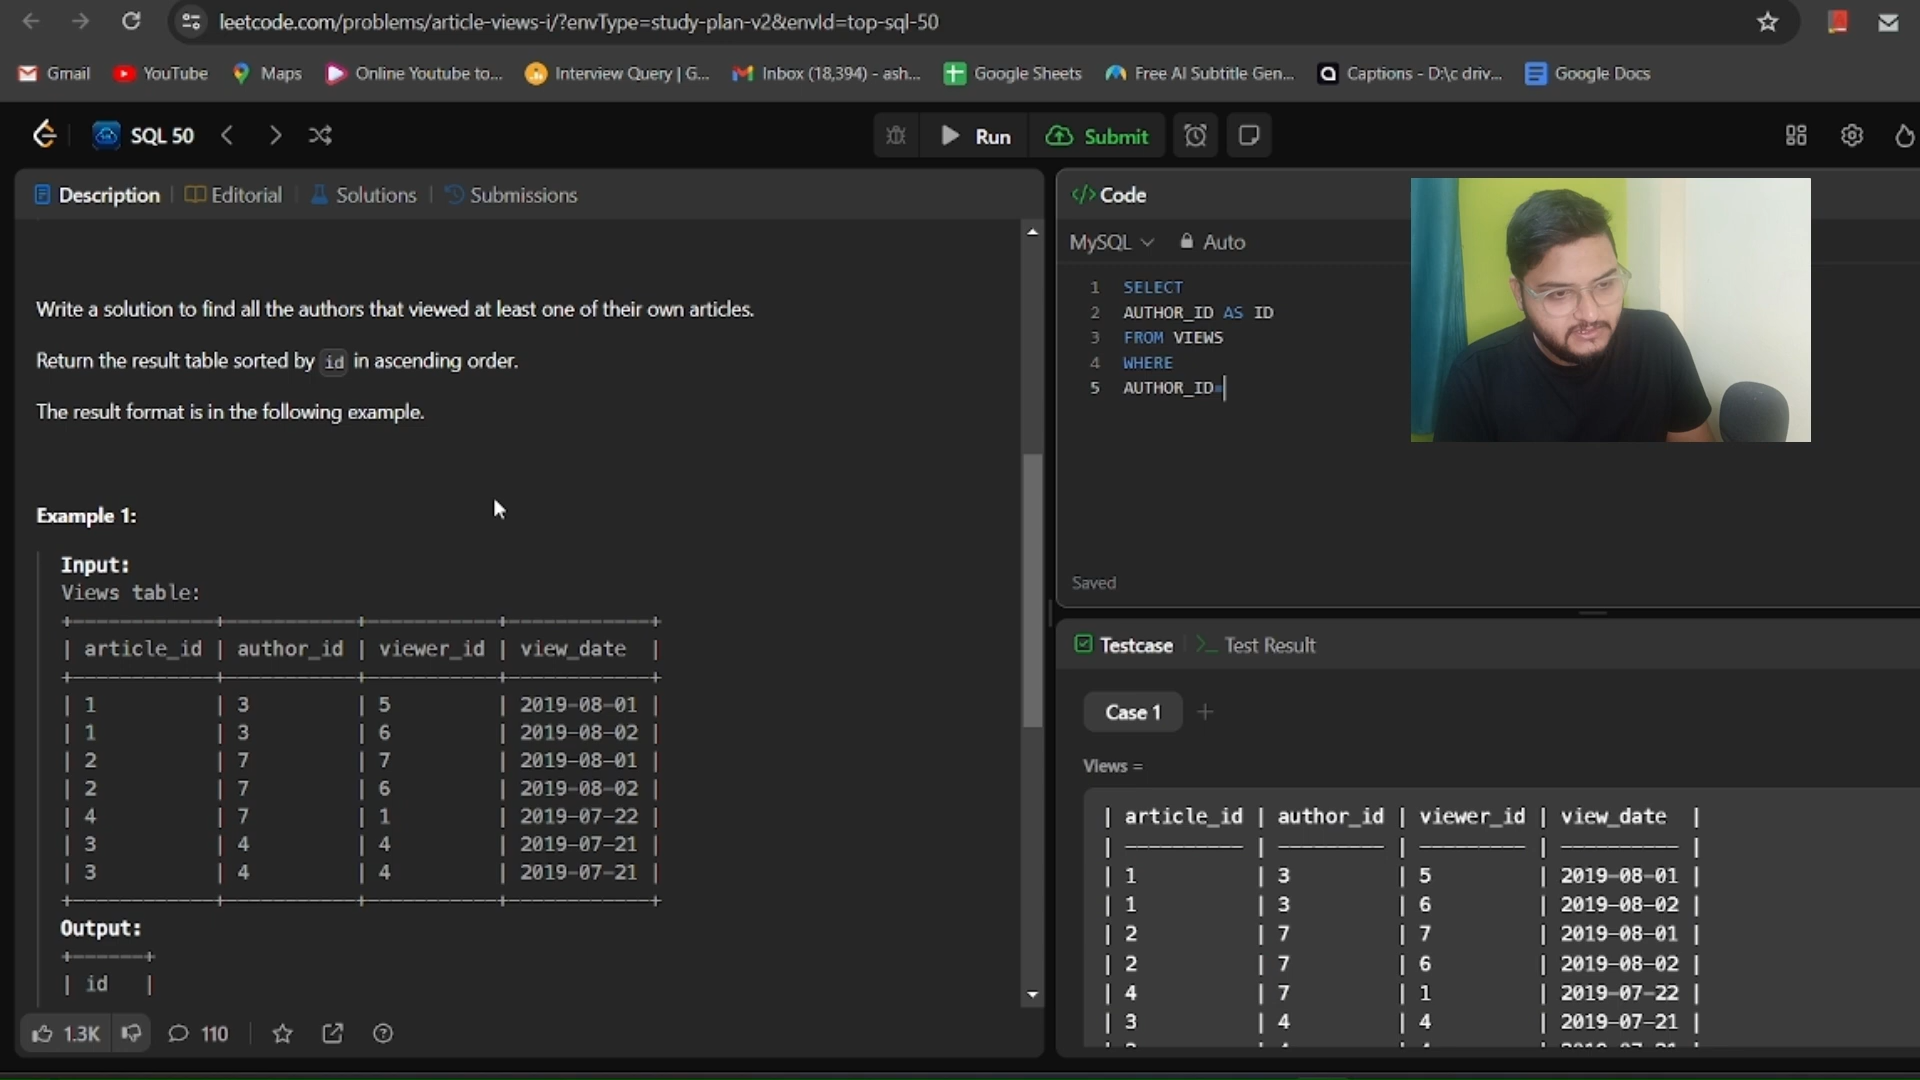 leetcode.com/problems/article-views-i/?envType=study-plan-v2&envId=top-sql-50
Gmail YouTube Maps Online Youtube to... Interview Query | G... Inbox (18,394) - ash... Google Sheets Free AI Subtitle Gen... Captions - D:\c driv... Google Docs
SQL 50 Run Submit
Description | Editorial | Solutions | Submissions
Write a solution to find all the authors that viewed at least one of their own articles.
Return the result table sorted by id in ascending order.
The result format is in the following example.
Example 1:
Input:
Views table:
+------------+-----------+-----------+------------+
| article_id | author_id | viewer_id | view_date |
+------------+-----------+-----------+------------+
| 1 | 3 | 5 | 2019-08-01 |
| 1 | 3 | 6 | 2019-08-02 |
| 2 | 7 | 7 | 2019-08-01 |
| 2 | 7 | 6 | 2019-08-02 |
| 4 | 7 | 1 | 2019-07-22 |
| 3 | 4 | 4 | 2019-07-21 |
| 3 | 4 | 4 | 2019-07-21 |
+------------+-----------+-----------+------------+
Output:
+------+
| id |
1.3K 110
</> Code
MySQL Auto
1 SELECT
2 AUTHOR_ID AS ID
3 FROM VIEWS
4 WHERE
5 AUTHOR_ID=
Saved
Testcase >_ Test Result
Case 1 +
Views =
| article_id | author_id | viewer_id | view_date |
| ---------- | --------- | --------- | ---------- |
| 1 | 3 | 5 | 2019-08-01 |
| 1 | 3 | 6 | 2019-08-02 |
| 2 | 7 | 7 | 2019-08-01 |
| 2 | 7 | 6 | 2019-08-02 |
| 4 | 7 | 1 | 2019-07-22 |
| 3 | 4 | 4 | 2019-07-21 |